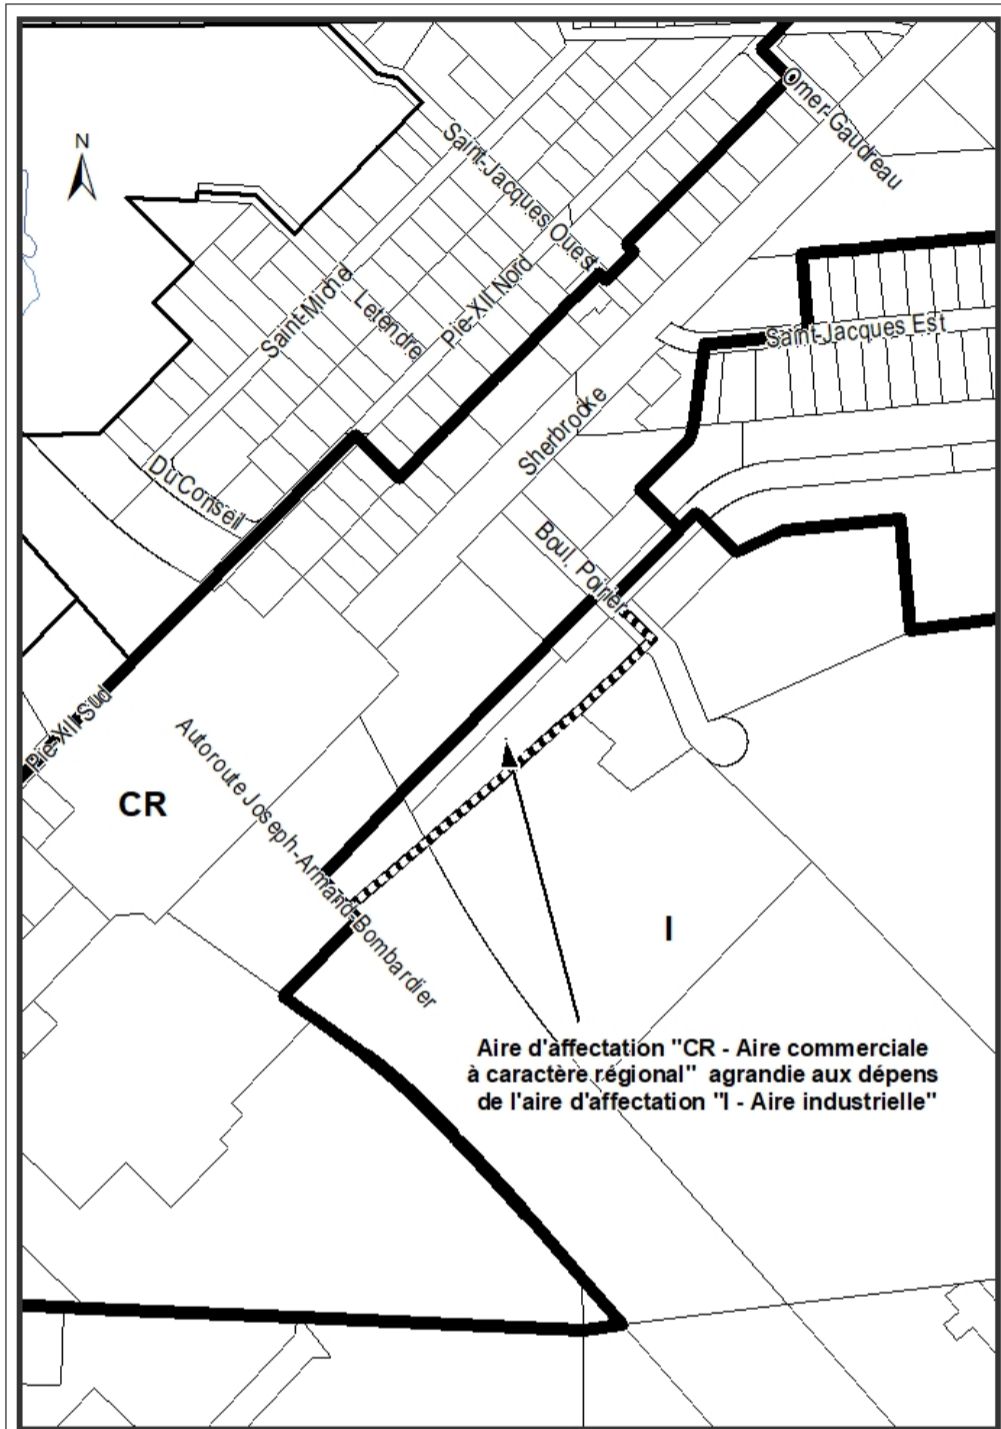 Omer-Gaudreau
N
Saint-Jacques Ouest
Saint-Michel
Letendre
Pie-XII Nord
Saint-Jacques Est
Sherbrooke
Du Conseil
Boul. Poirier
Pie-XII Sud
Autoroute Joseph-Armand-Bombardier
CR
I
Aire d'affectation "CR - Aire commerciale
à caractère régional" agrandie aux dépens
de l'aire d'affectation "I - Aire industrielle"